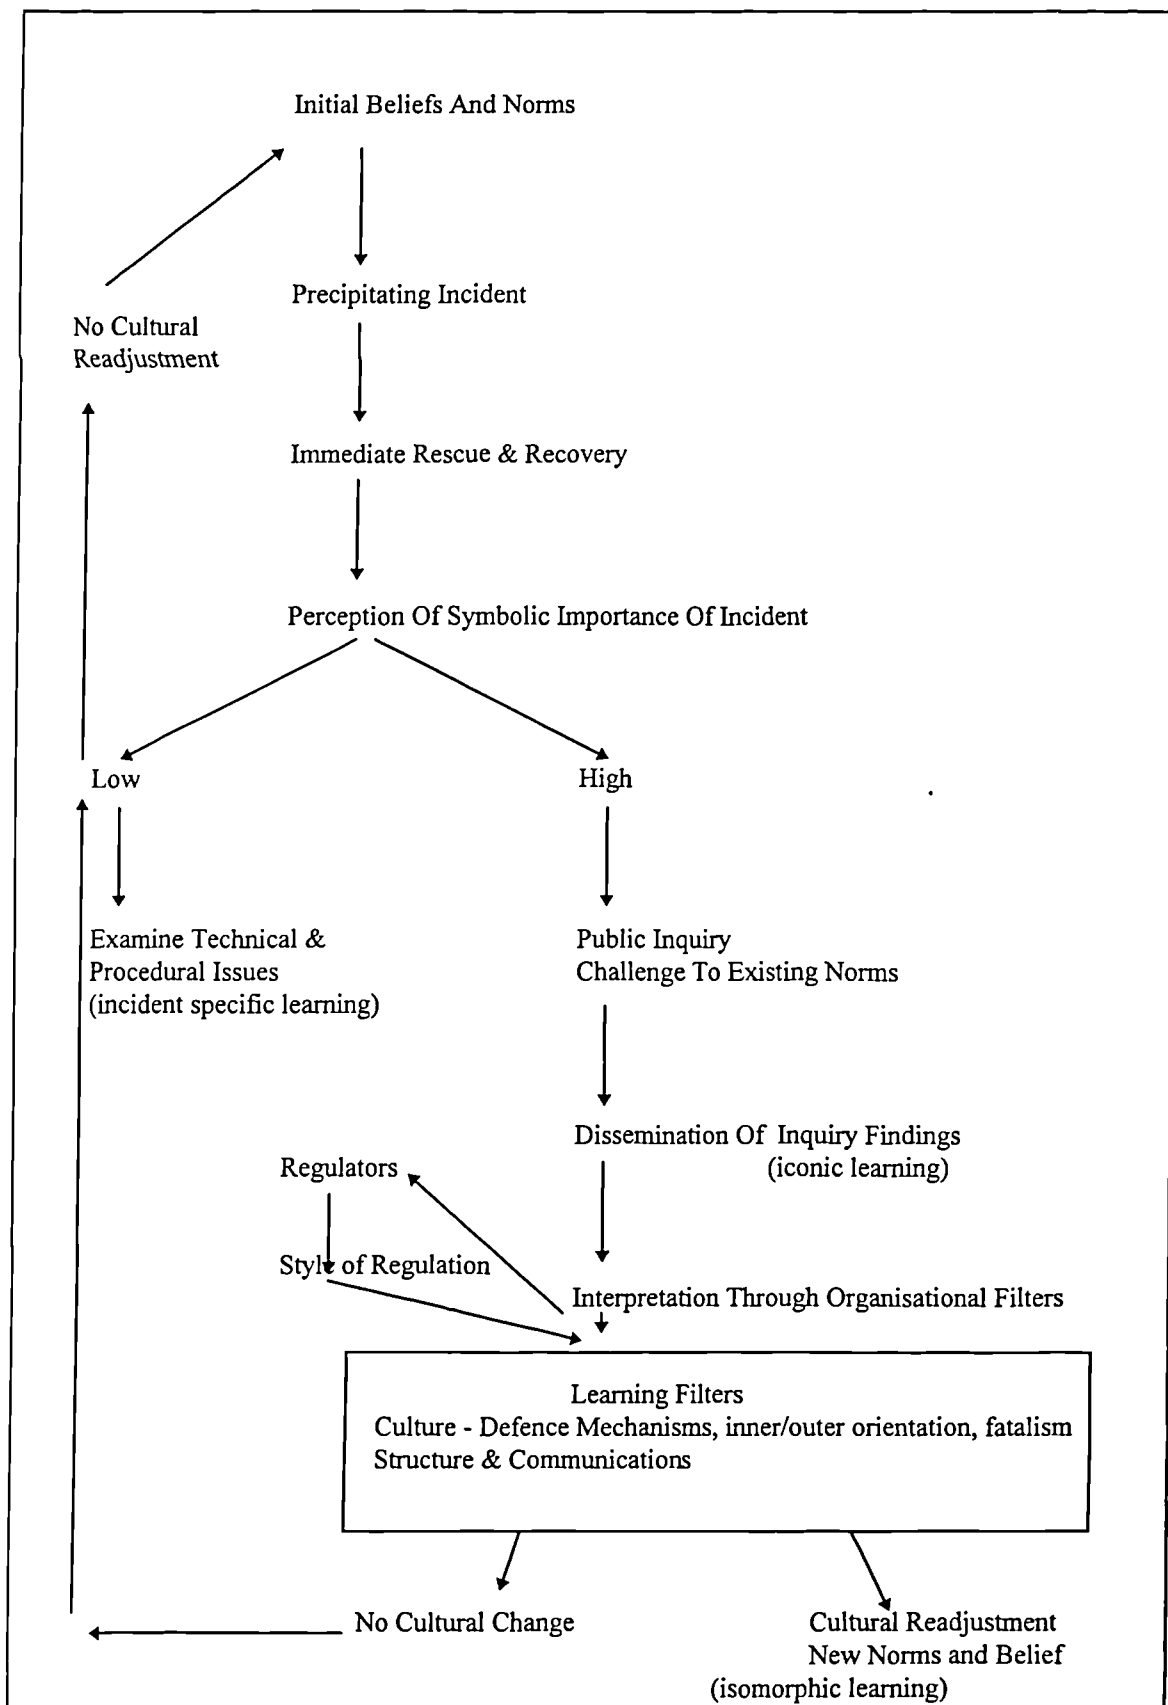 Initial Beliefs And Norms
Precipitating Incident
No Cultural
Readjustment
Immediate Rescue & Recovery
Perception Of Symbolic Importance Of Incident
Low
High
Examine Technical &
Procedural Issues
(incident specific learning)
Public Inquiry
Challenge To Existing Norms
Dissemination Of Inquiry Findings
(iconic learning)
Regulators
Style of Regulation
Interpretation Through Organisational Filters
Learning Filters
Culture - Defence Mechanisms, inner/outer orientation, fatalism
Structure & Communications
No Cultural Change
Cultural Readjustment
New Norms and Belief
(isomorphic learning)